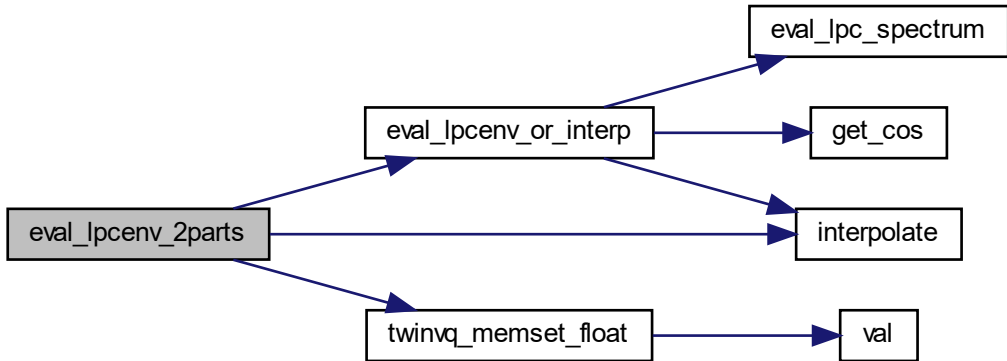 eval_lpc_spectrum
eval_lpcenv_or_interp
get_cos
eval_lpcenv_2parts
interpolate
twinvq_memset_float
val